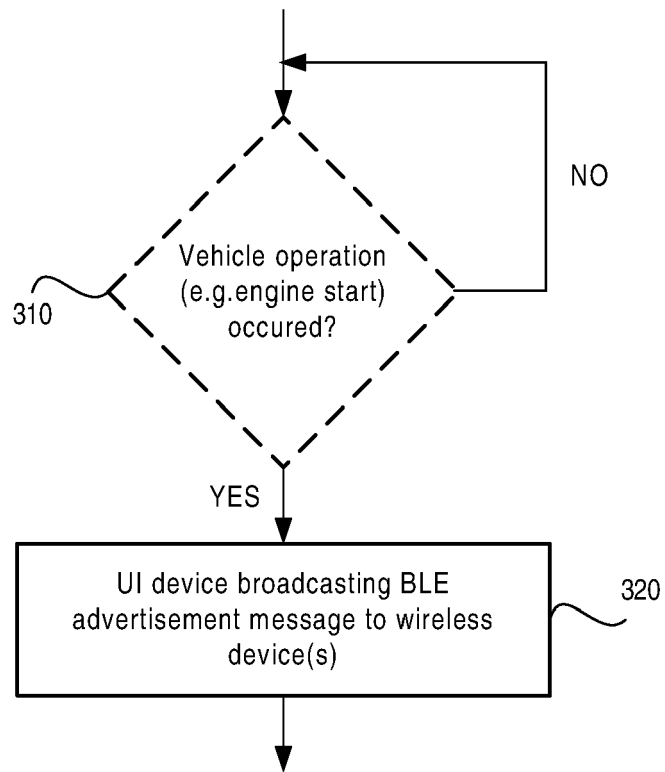 NO
Vehicle operation
(e.g.engine start)
occured?
310
YES
UI device broadcasting BLE
advertisement message to wireless
device(s)
320